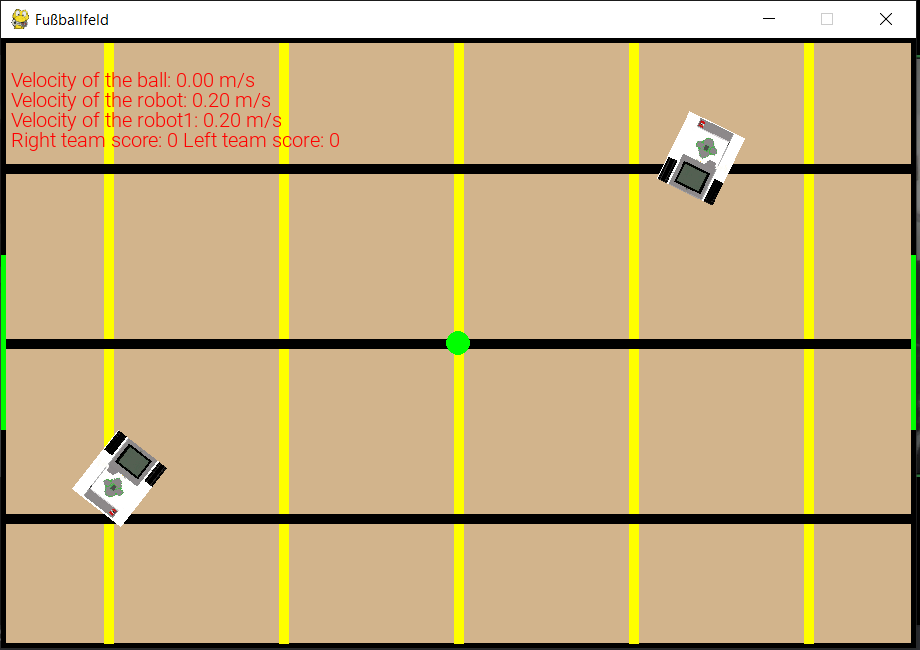 Fußballfeld
Velocity of the ball: 0.00 m/s
Velocity of the robot: 0.20 m/s
Velocity of the robot1: 0.20 m/s
Right team score: 0 Left team score: 0